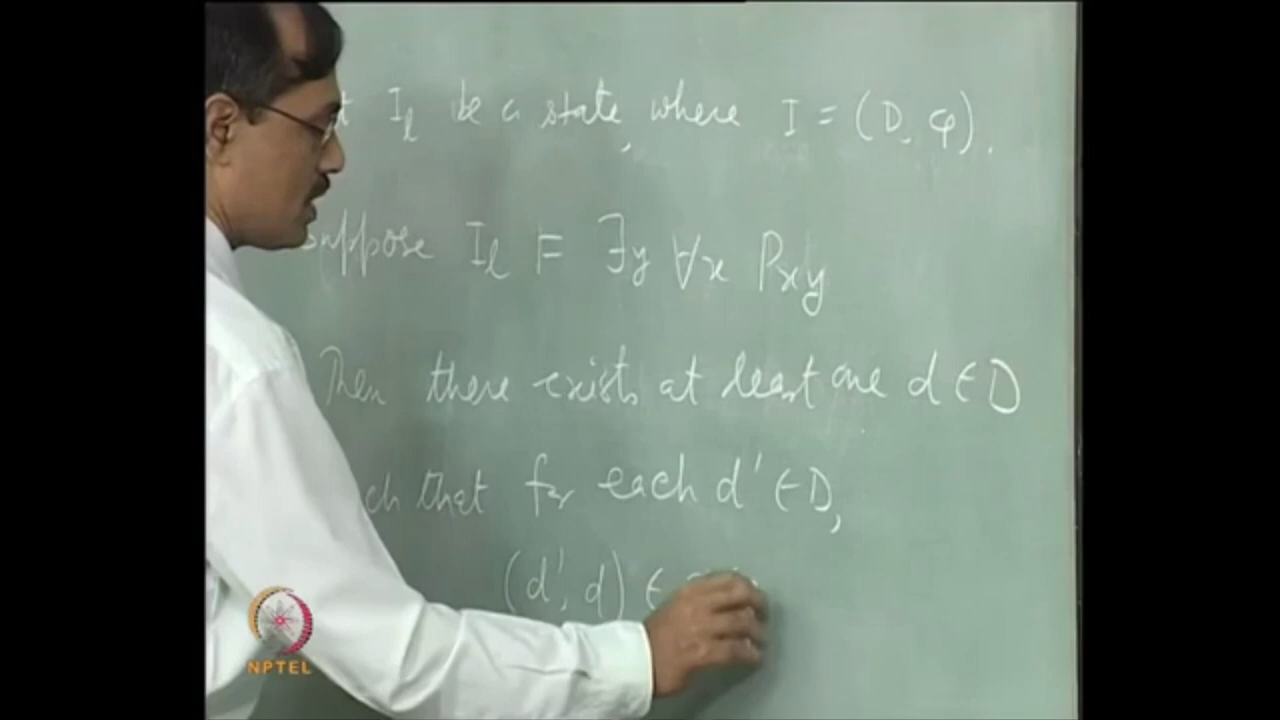 I_l be a state, where I = (D, φ).
Suppose I_l ⊨ ∃y ∀x Pxy
Then there exists at least one d ∈ D
that for each d' ∈ D,
(d', d) ∈
NPTEL